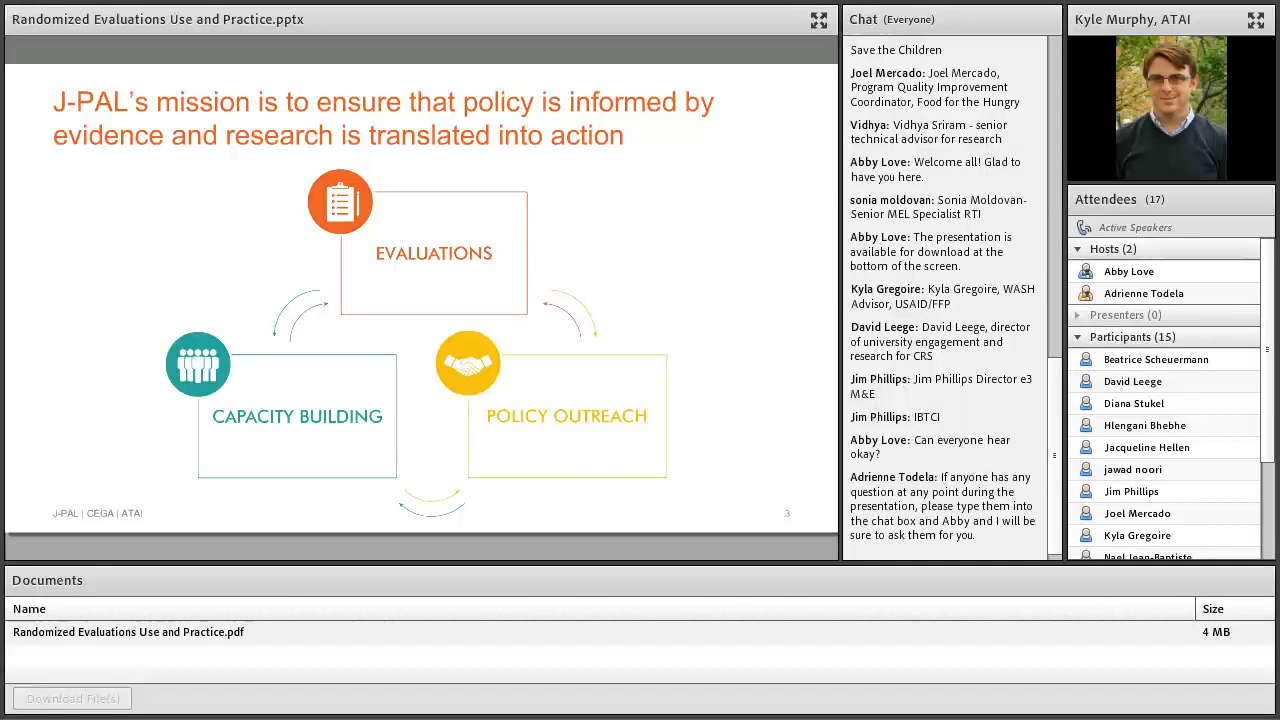 Randomized Evaluations Use and Practice.pptx
J-PAL’s mission is to ensure that policy is informed by
evidence and research is translated into action
EVALUATIONS
CAPACITY BUILDING
POLICY OUTREACH
J-PAL | CEGA | ATAI
3
Chat (Everyone)
Save the Children
Joel Mercado: Joel Mercado,
Program Quality Improvement
Coordinator, Food for the Hungry
Vidhya: Vidhya Sriram - senior
technical advisor for research
Abby Love: Welcome all! Glad to
have you here.
sonia moldovan: Sonia Moldovan-
Senior MEL Specialist RTI
Abby Love: The presentation is
available for download at the
bottom of the screen.
Kyla Gregoire: Kyla Gregoire, WASH
Advisor, USAID/FFP
David Leege: David Leege, director
of university engagement and
research for CRS
Jim Phillips: Jim Phillips Director e3
M&E
Jim Phillips: IBTCI
Abby Love: Can everyone hear
okay?
Adrienne Todela: If anyone has any
question at any point during the
presentation, please type them into
the chat box and Abby and I will be
sure to ask them for you.
Kyle Murphy, ATAI
Attendees (17)
Active Speakers
Hosts (2)
Abby Love
Adrienne Todela
Presenters (0)
Participants (15)
Beatrice Scheuermann
David Leege
Diana Stukel
Hlengani Bhebhe
Jacqueline Hellen
jawad noori
Jim Phillips
Joel Mercado
Kyla Gregoire
Nael Jean-Baptiste
Documents
Name
Size
Randomized Evaluations Use and Practice.pdf
4 MB
Download File(s)